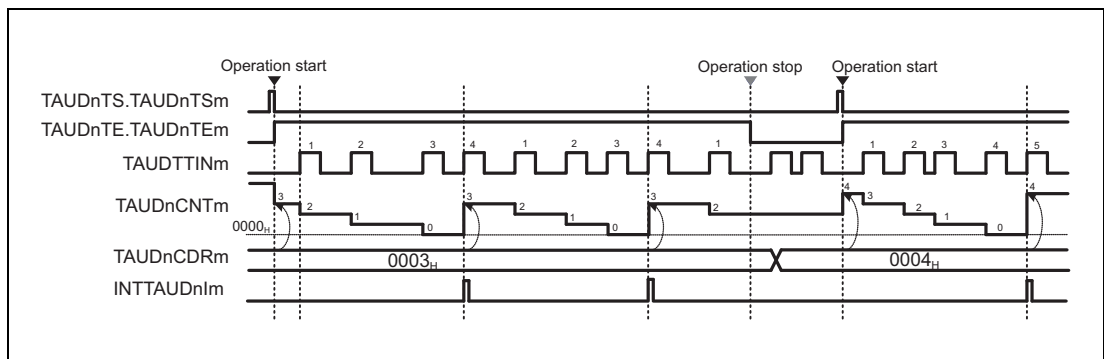 Operation start Operation stop Operation start
TAUDnTS.TAUDnTSm
TAUDnTE.TAUDnTEm
1 2 3 4 1 2 3 4 1 1 2 3 4 5
TAUDTTINm
3 2 1 0 3 2 1 0 3 2 4 3 2 1 0 4
TAUDnCNTm
0000H
TAUDnCDRm
0003H 0004H
INTTAUDnIm